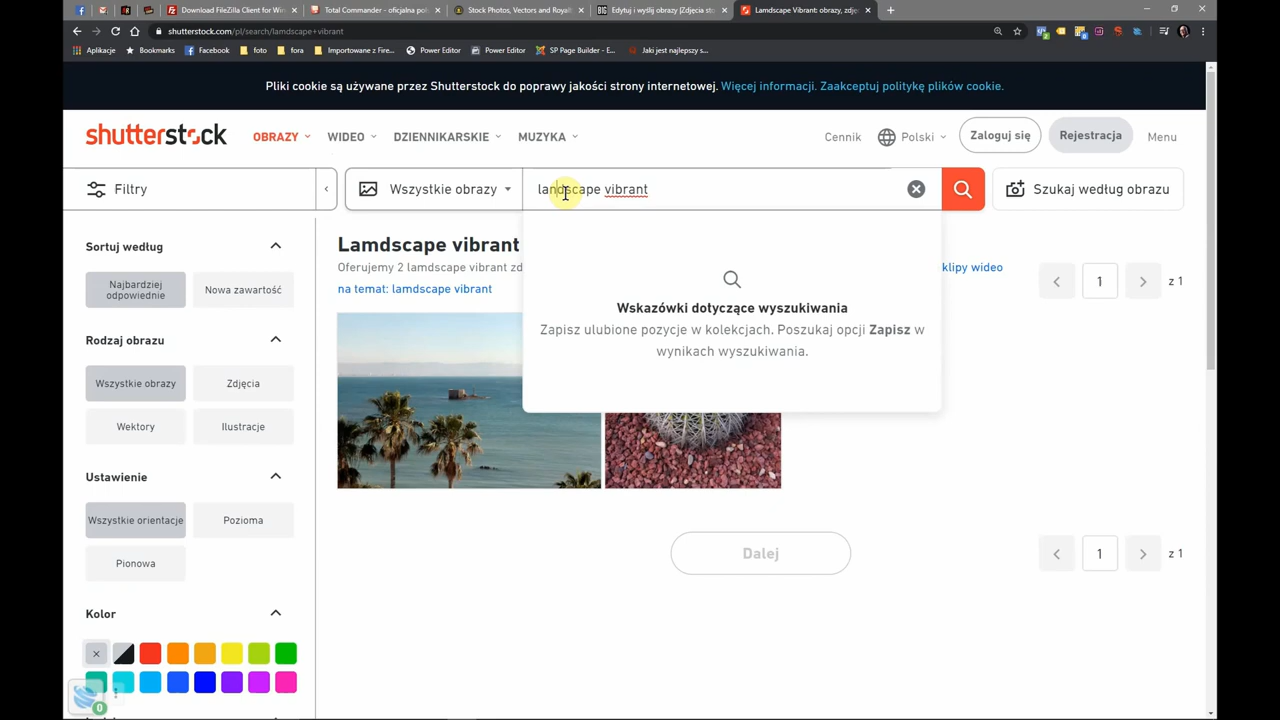 Download FileZilla Client for Win
Total Commander - oficjalna pol
Stock Photos, Vectors and Royalt
BIG
Edytuj i wyślij obrazy [Zdjęcia sto
Landscape Vibrant: obrazy, zdję
shutterstock.com/pl/search/lamdscape+vibrant
Aplikacje
Bookmarks
Facebook
foto
fora
Importowane z Fire...
Power Editor
Power Editor
SP Page Builder - E...
Jaki jest najlepszy s...
Pliki cookie są używane przez Shutterstock do poprawy jakości strony internetowej. Więcej informacji. Zaakceptuj politykę plików cookie.
shutterstock
OBRAZY
WIDEO
DZIENNIKARSKIE
MUZYKA
Cennik
Polski
Zaloguj się
Rejestracja
Menu
Filtry
Wszystkie obrazy
landscape vibrant
Szukaj według obrazu
Sortuj według
Najbardziej
odpowiednie
Nowa zawartość
Rodzaj obrazu
Wszystkie obrazy
Zdjęcia
Wektory
Ilustracje
Ustawienie
Wszystkie orientacje
Pozioma
Pionowa
Kolor
0
Lamdscape vibrant
Oferujemy 2 lamdscape vibrant zd
klipy wideo
na temat: lamdscape vibrant
1
z 1
Wskazówki dotyczące wyszukiwania
Zapisz ulubione pozycje w kolekcjach. Poszukaj opcji Zapisz w
wynikach wyszukiwania.
Dalej
1
z 1